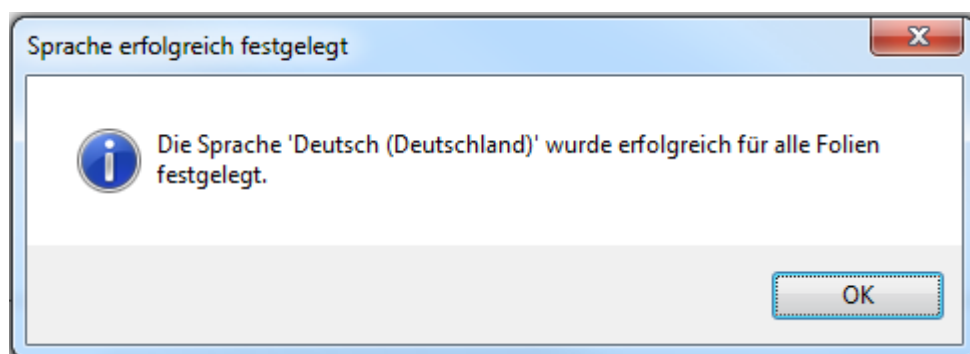 Sprache erfolgreich festgelegt
Die Sprache 'Deutsch (Deutschland)' wurde erfolgreich für alle Folien
festgelegt.
OK